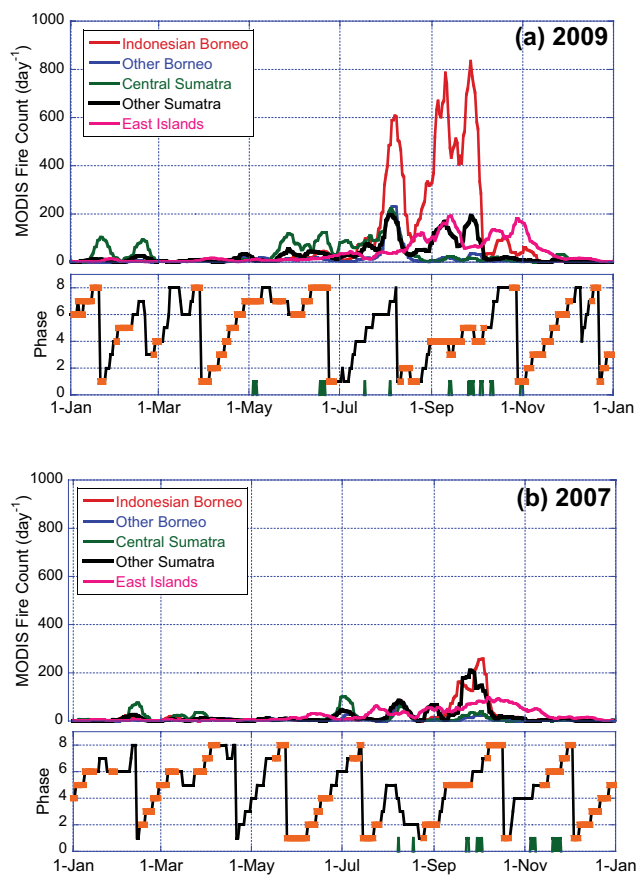 (a) 2009
MODIS Fire Count (day-1)
1000
800
600
400
200
0
Indonesian Borneo
Other Borneo
Central Sumatra
Other Sumatra
East Islands
Phase
8
6
4
2
0
1-Jan 1-Mar 1-May 1-Jul 1-Sep 1-Nov 1-Jan
(b) 2007
MODIS Fire Count (day-1)
1000
800
600
400
200
0
Indonesian Borneo
Other Borneo
Central Sumatra
Other Sumatra
East Islands
Phase
8
6
4
2
0
1-Jan 1-Mar 1-May 1-Jul 1-Sep 1-Nov 1-Jan